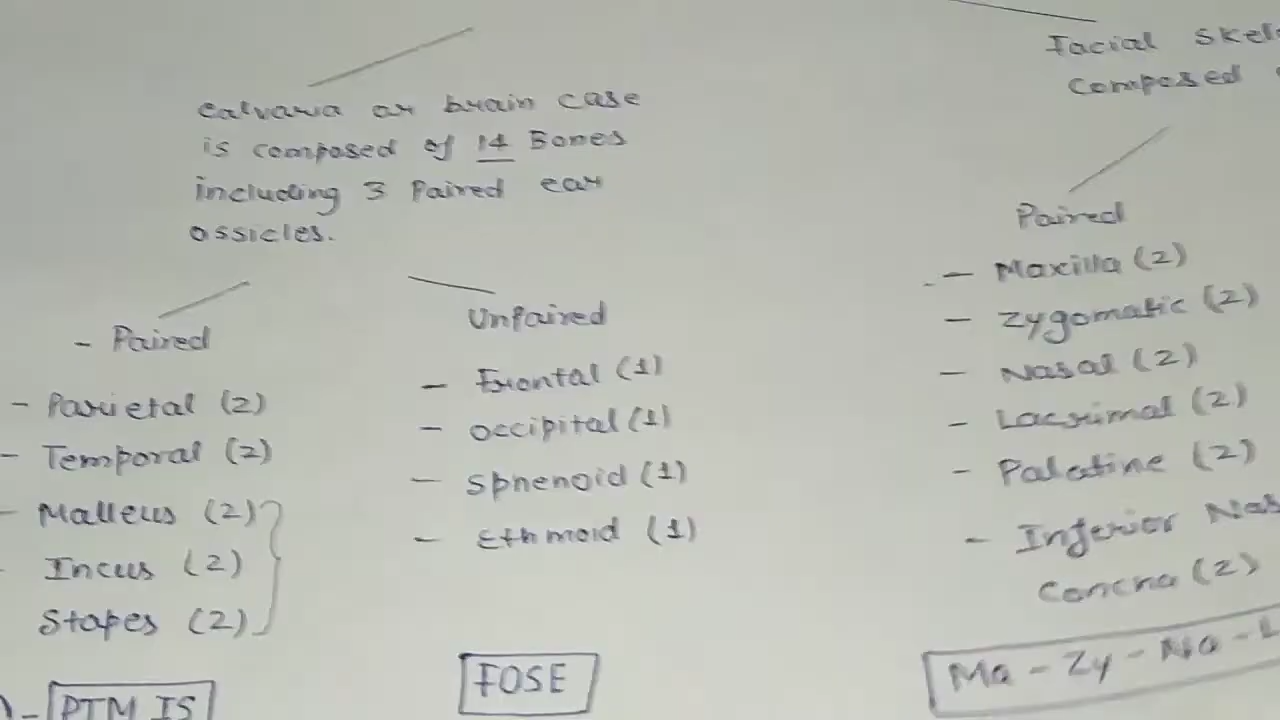 calvaria or brain case
is composed of 14 Bones
including 3 Paired ear
ossicles.
- Paired
- Parietal (2)
- Temporal (2)
- Malleus (2)
Incus (2)
Stapes (2)
PTM IS
Unpaired
- Frontal (1)
- occipital (1)
- Sphenoid (1)
- Ethmoid (1)
FOSE
Facial
Composed
Paired
- Maxilla (2)
- Zygomatic (2)
- Nasal (2)
- Lacrimal (2)
- Palatine (2)
- Inferior
Concha (2)
Ma - Zy - Na -